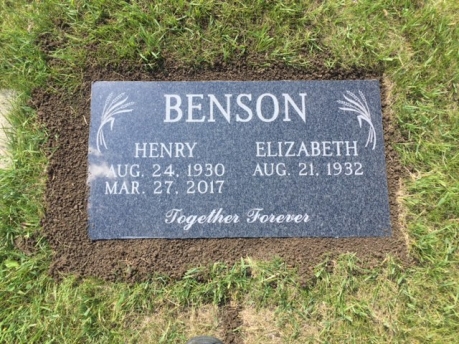 BENSON
HENRY ELIZABETH
AUG. 24, 1930 AUG. 21, 1932
MAR. 27, 2017
Together Forever